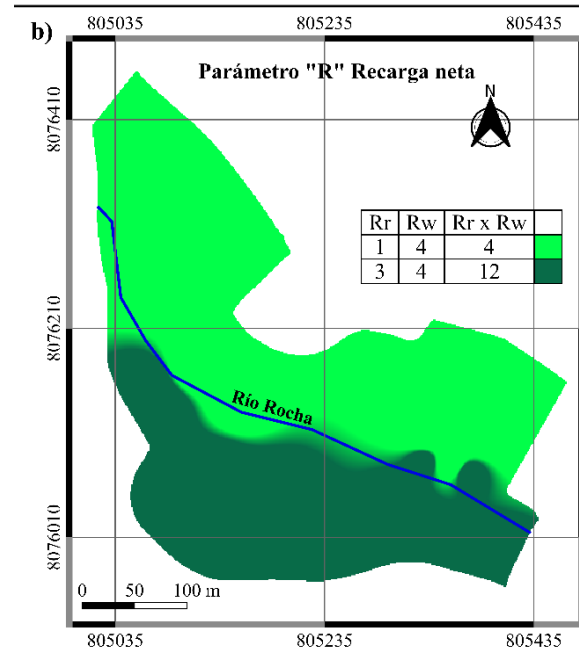 b)
805035 805235 805435
Parámetro "R" Recarga neta
N
8076410
Rr Rw Rr x Rw
1 4 4
3 4 12
8076210
Río Rocha
8076010
0 50 100 m
805035 805235 805435